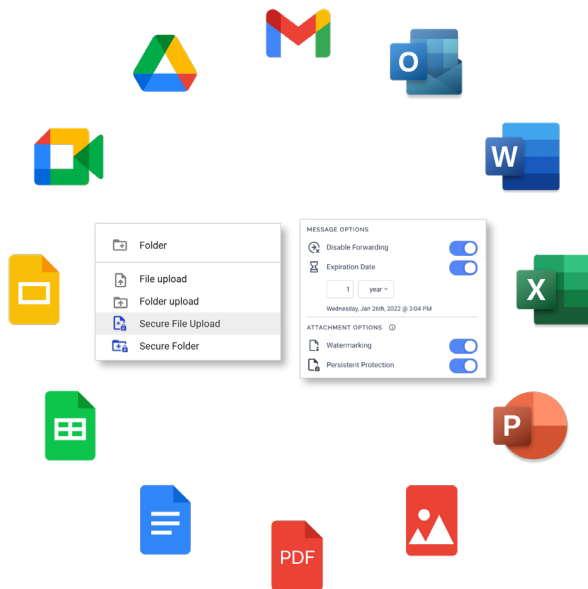 O
W
X
P
PDF
Folder
File upload
Folder upload
Secure File Upload
Secure Folder
MESSAGE OPTIONS
Disable Forwarding
Expiration Date
1 year
Wednesday, Jan 26th, 2022 @ 3:04 PM
ATTACHMENT OPTIONS
Watermarking
Persistent Protection